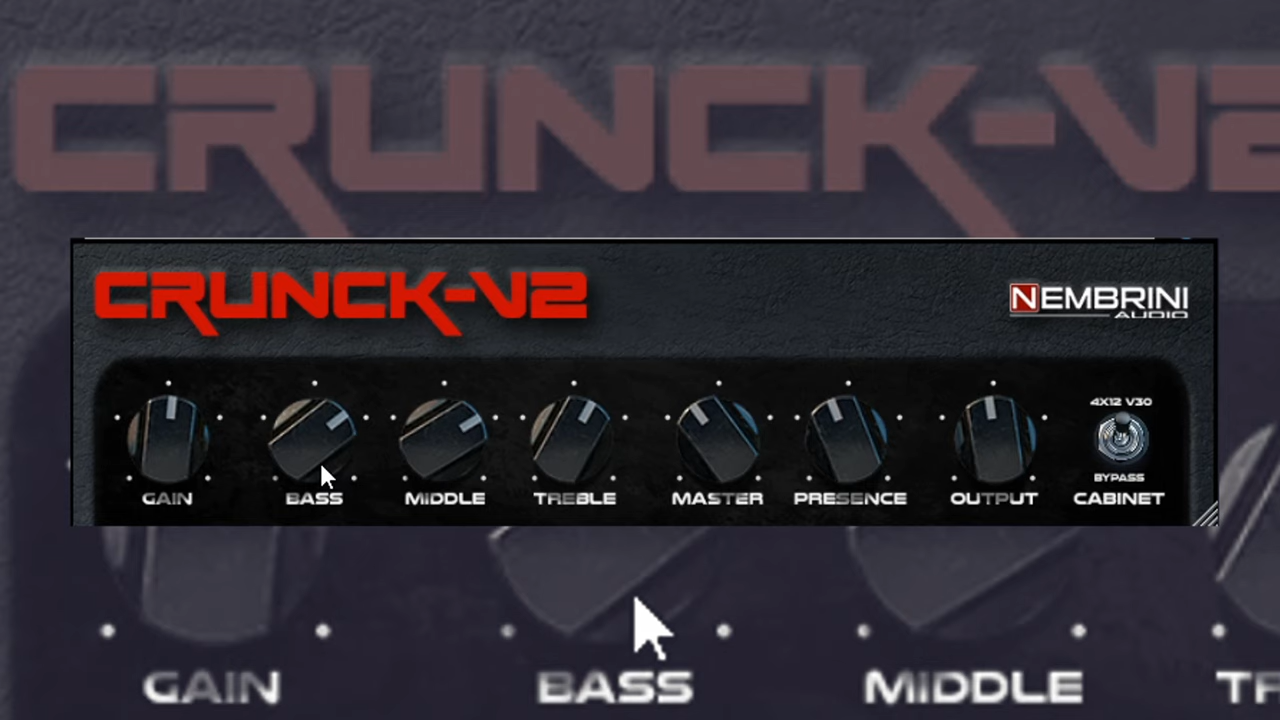 CRUNCK-V2
CRUNCK-V2
NEMBRINI
AUDIO
4X12 V30
BYPASS
GAIN BASS MIDDLE TREBLE MASTER PRESENCE OUTPUT CABINET
GAIN BASS MIDDLE TR